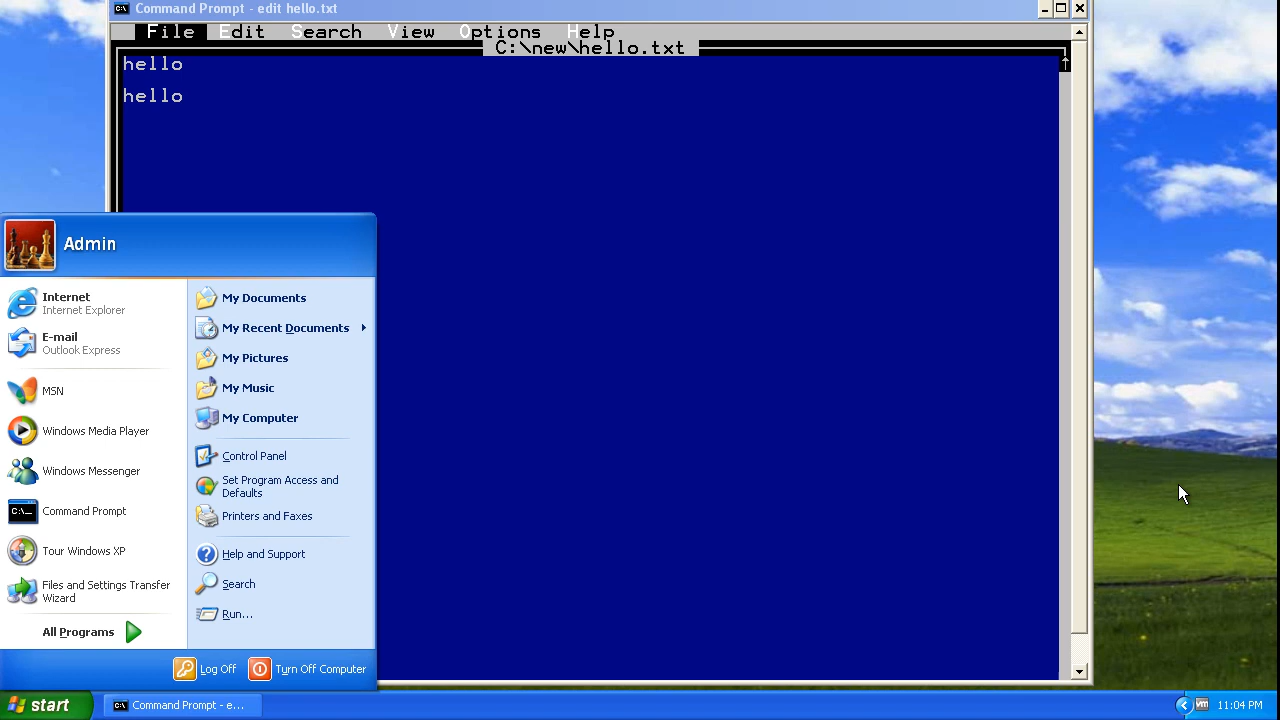 Command Prompt - edit hello.txt
File Edit Search View Options Help
C:\new\hello.txt
hello
hello
Admin
Internet
Internet Explorer
E-mail
Outlook Express
MSN
Windows Media Player
Windows Messenger
Command Prompt
Tour Windows XP
Files and Settings Transfer
Wizard
All Programs
My Documents
My Recent Documents
My Pictures
My Music
My Computer
Control Panel
Set Program Access and
Defaults
Printers and Faxes
Help and Support
Search
Run...
Log Off Turn Off Computer
start Command Prompt - e... 11:04 PM